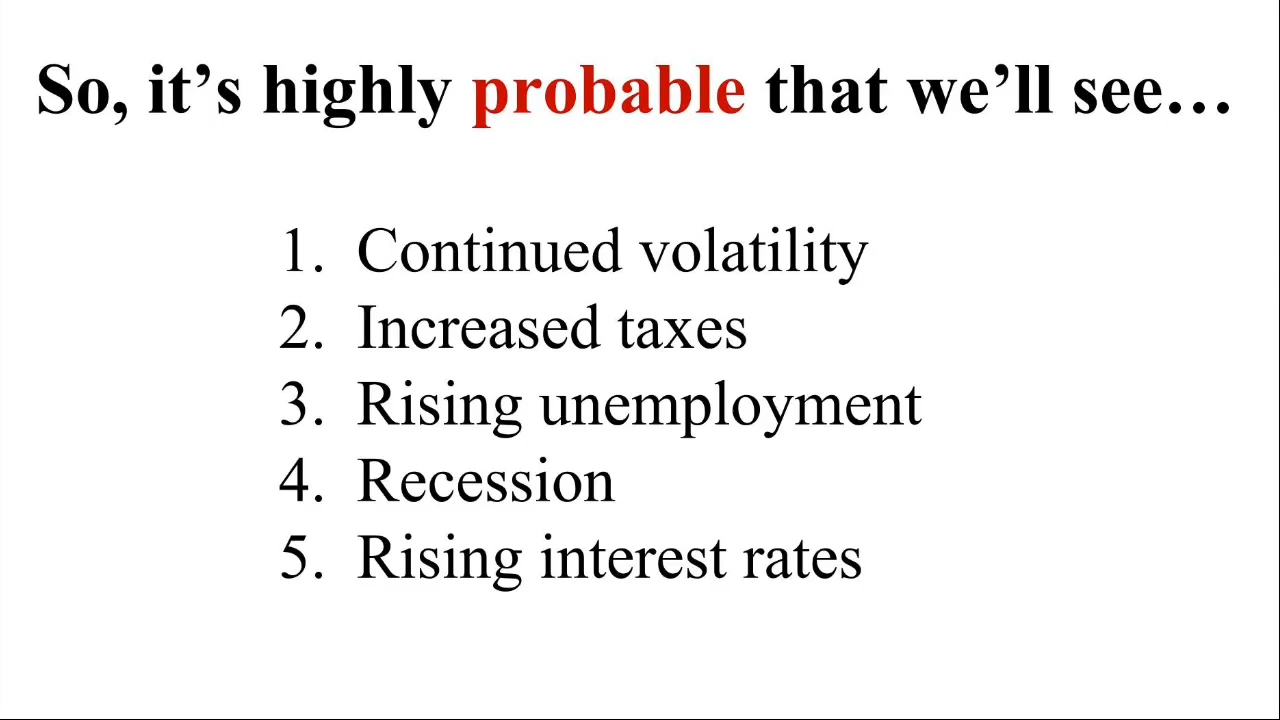 So, it’s highly probable that we’ll see…
1. Continued volatility
2. Increased taxes
3. Rising unemployment
4. Recession
5. Rising interest rates